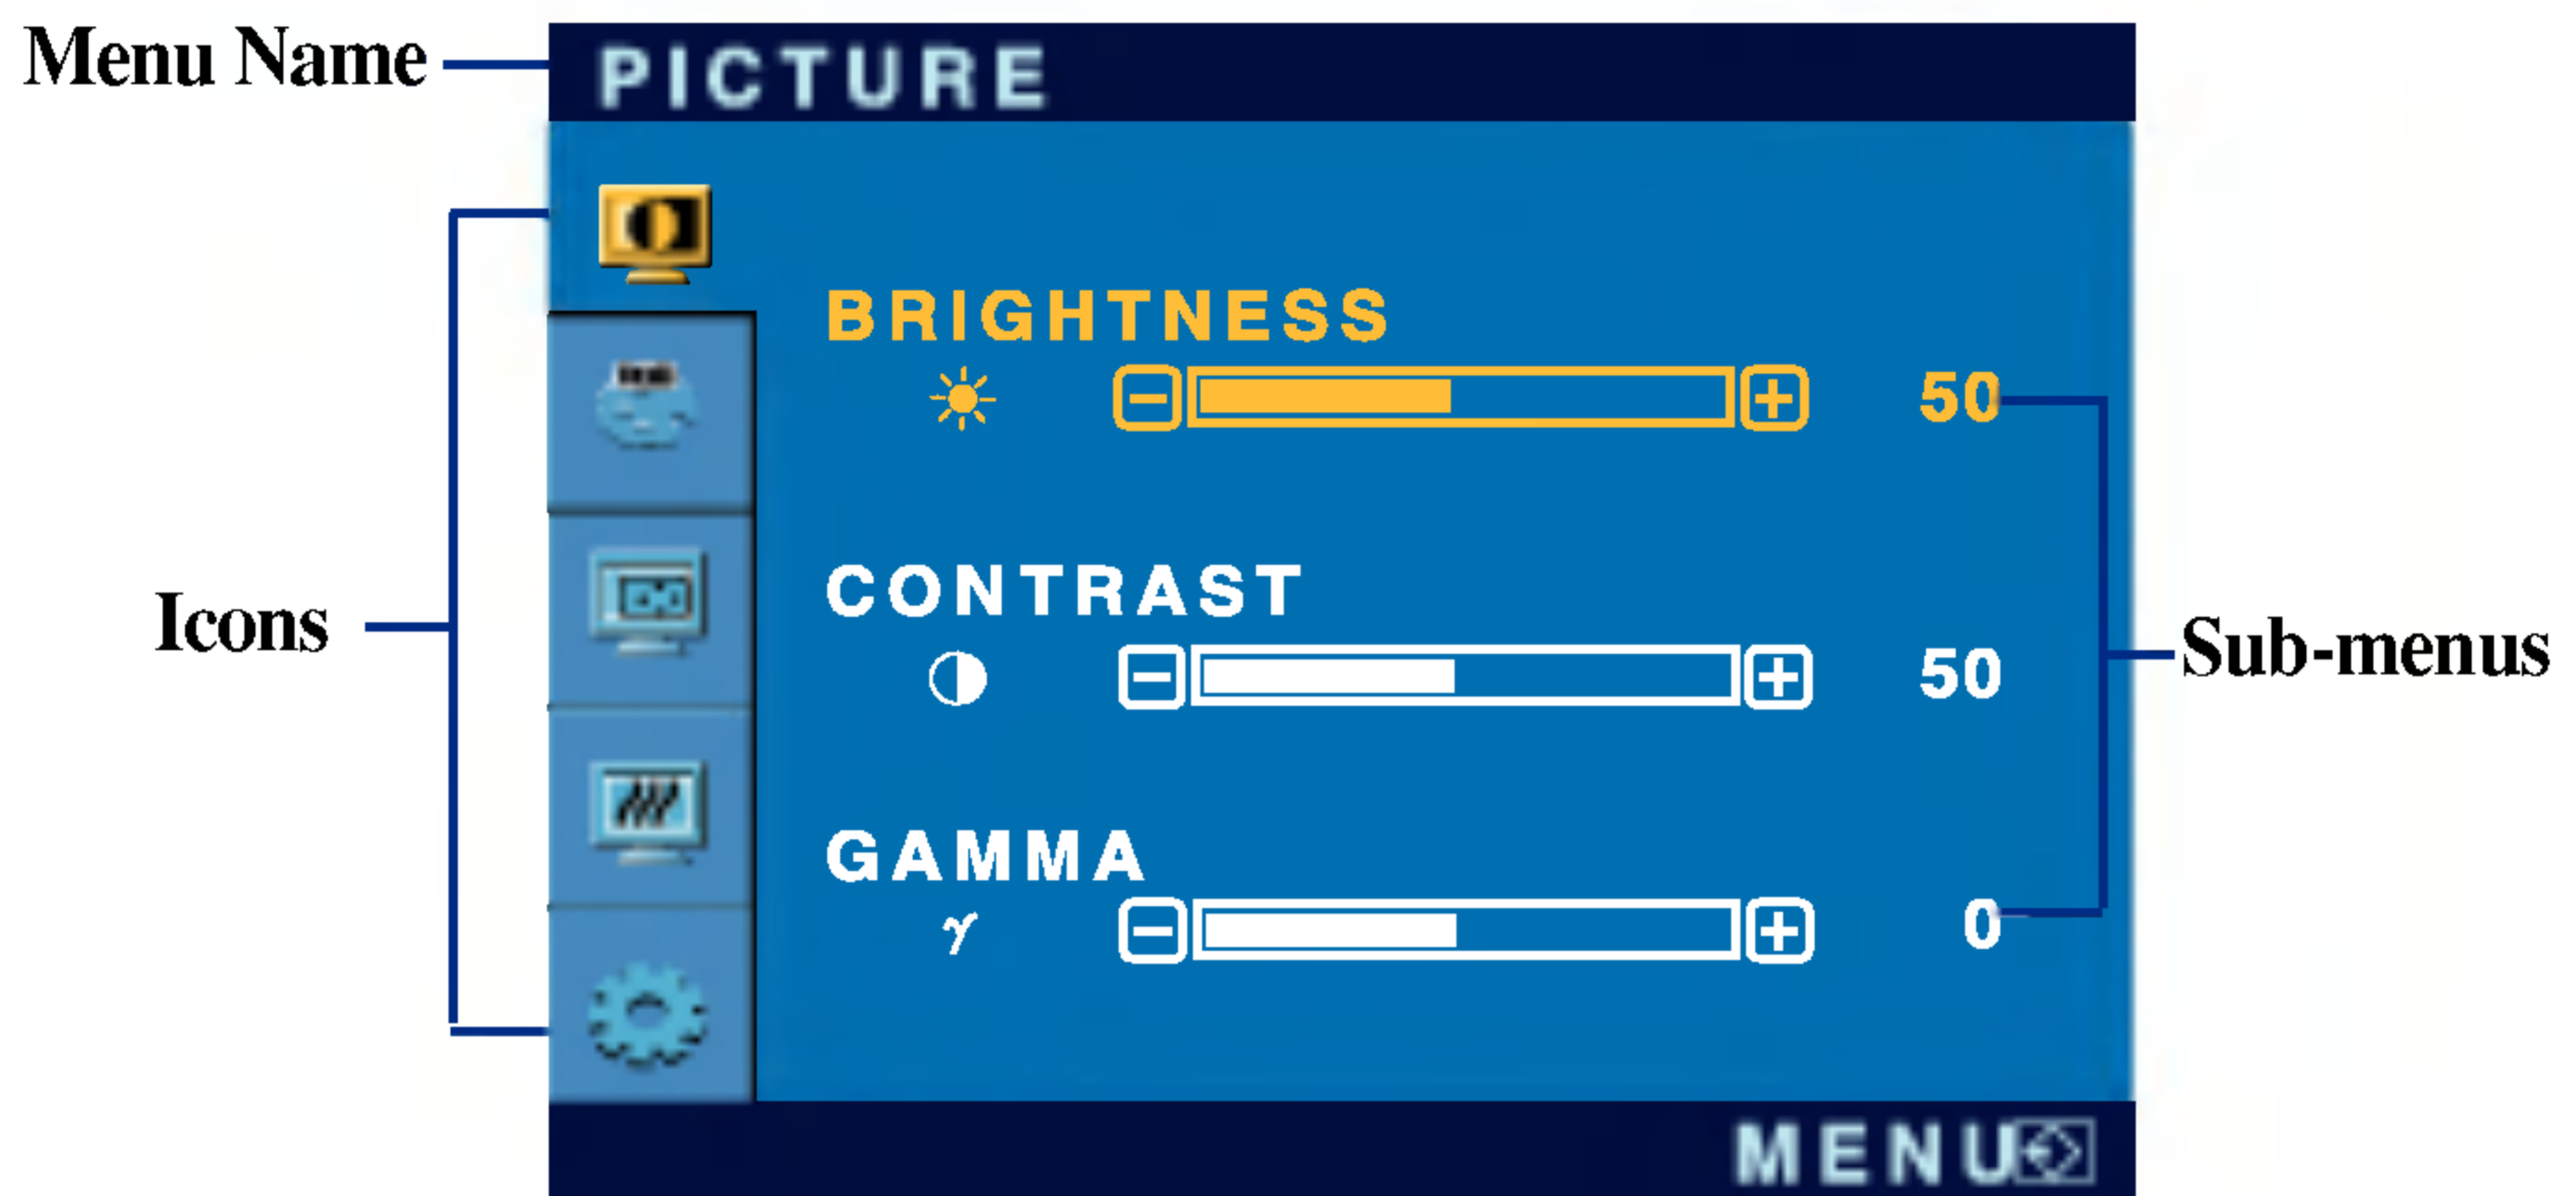 Menu Name
PICTURE
BRIGHTNESS
50
CONTRAST
50
Icons
Sub-menus
GAMMA
γ
0
MENU